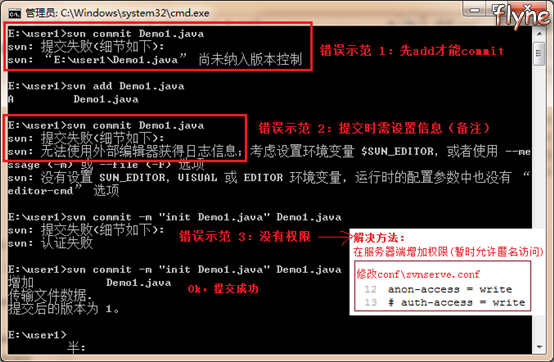 管理员: C:\Windows\system32\cmd.exe
flyne
E:\user1>svn commit Demo1.java
svn: 提交失败(细节如下):
svn: “E:\user1\Demo1.java” 尚未纳入版本控制
错误示范 1：先add才能commit
E:\user1>svn add Demo1.java
A         Demo1.java
E:\user1>svn commit Demo1.java
svn: 提交失败(细节如下):
错误示范 2：提交时需设置信息（备注）
svn: 无法使用外部编辑器获得日志信息；考虑设置环境变量 $SVN_EDITOR，或者使用 --me
ssage (-m) 或 --file (-F) 选项
svn: 没有设置 SVN_EDITOR，VISUAL 或 EDITOR 环境变量，运行时的配置参数中也没有 “
editor-cmd” 选项
E:\user1>svn commit -m "init Demo1.java" Demo1.java
svn: 提交失败(细节如下):
svn: 认证失败
错误示范 3：没有权限
解决方法：
在服务器端增加权限(暂时允许匿名访问)
修改conf\svnserve.conf
12 anon-access = write
13 # auth-access = write
E:\user1>svn commit -m "init Demo1.java" Demo1.java
增加           Demo1.java
传输文件数据.
提交后的版本为 1。
Ok，提交成功
E:\user1>
半: